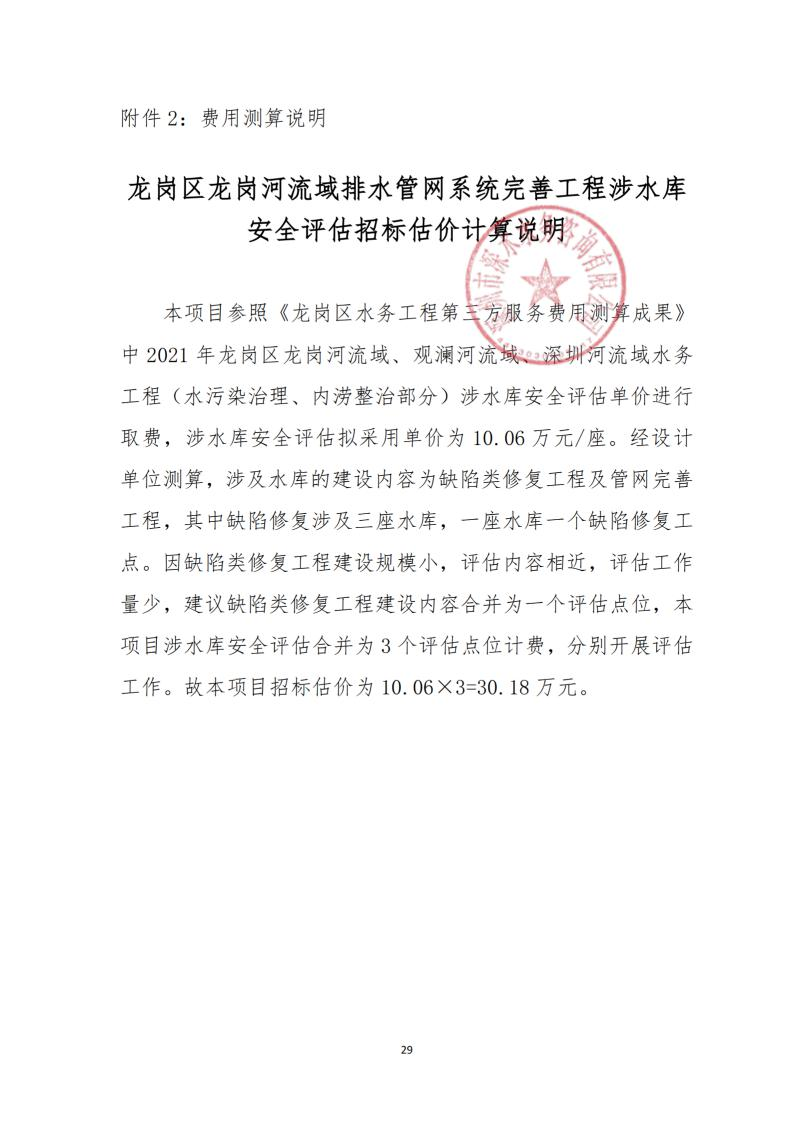 附件2：费用测算说明
龙岗区龙岗河流域排水管网系统完善工程涉水库
安全评估招标估价计算说明
本项目参照《龙岗区水务工程第三方服务费用测算成果》
中2021年龙岗区龙岗河流域、观澜河流域、深圳河流域水务
工程（水污染治理、内涝整治部分）涉水库安全评估单价进行
取费，涉水库安全评估拟采用单价为10.06万元/座。经设计
单位测算，涉及水库的建设内容为缺陷类修复工程及管网完善
工程，其中缺陷修复涉及三座水库，一座水库一个缺陷修复工
点。因缺陷类修复工程建设规模小，评估内容相近，评估工作
量少，建议缺陷类修复工程建设内容合并为一个评估点位，本
项目涉水库安全评估合并为3个评估点位计费，分别开展评估
工作。故本项目招标估价为10.06×3=30.18万元。
29